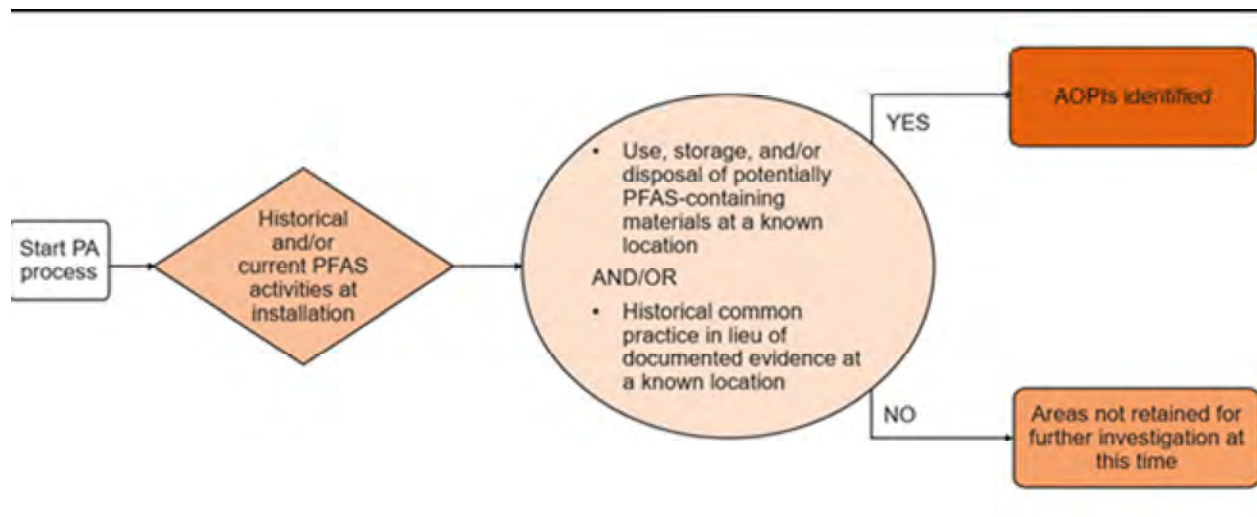 Start PA
process
Historical
and/or
current PFAS
activities at
installation
• Use, storage, and/or
disposal of potentially
PFAS-containing
materials at a known
location
AND/OR
• Historical common
practice in lieu of
documented evidence at
a known location
YES
AOPIs identified
NO
Areas not retained for
further investigation at
this time